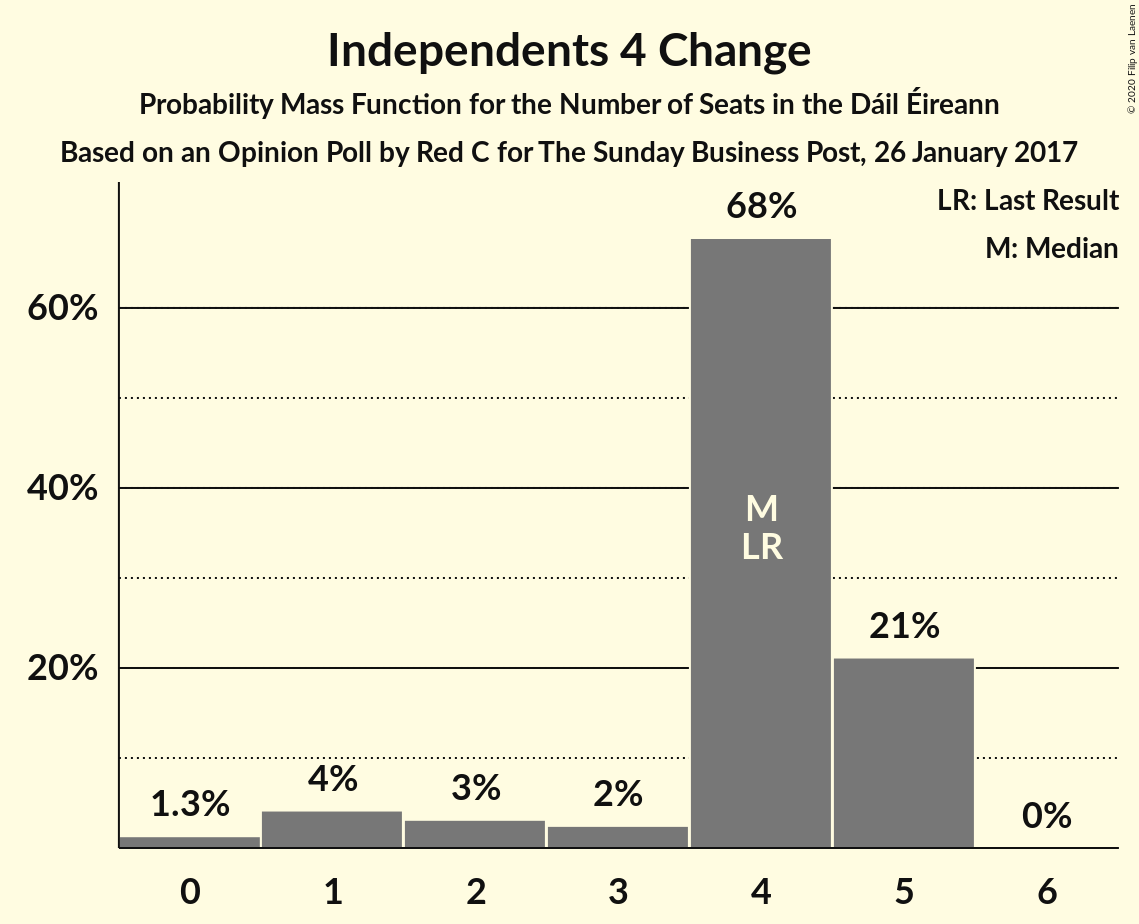 Independents 4 Change
Probability Mass Function for the Number of Seats in the Dáil Éireann
Based on an Opinion Poll by Red C for The Sunday Business Post, 26 January 2017
© 2020 Filip van Laenen
LR: Last Result
M: Median
68%
60%
40%
M
LR
21%
20%
1.3%
4%
3%
2%
0%
0 1 2 3 4 5 6